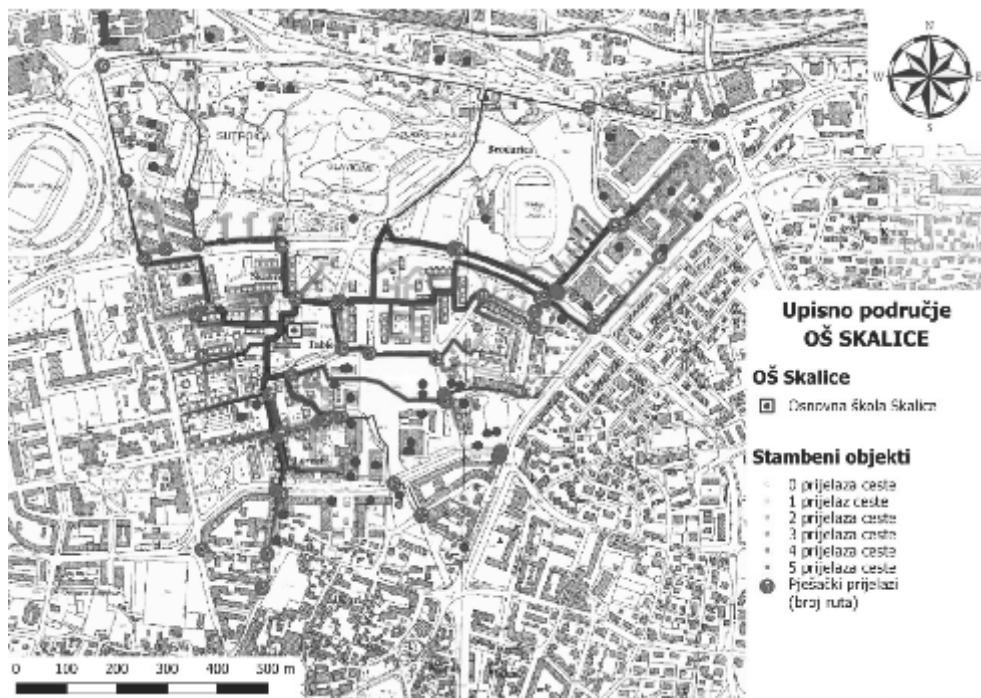 N
W
E
S
Upisno područje
OŠ SKALICE
OŠ Skalice
Osnovna škola Skalice
Stambeni objekti
0 prijelaza ceste
1 prijelaz ceste
2 prijelaza ceste
3 prijelaza ceste
4 prijelaza ceste
5 prijelaza ceste
Pješački prijelazi
(broj ruta)
0 100 200 300 400 500 m